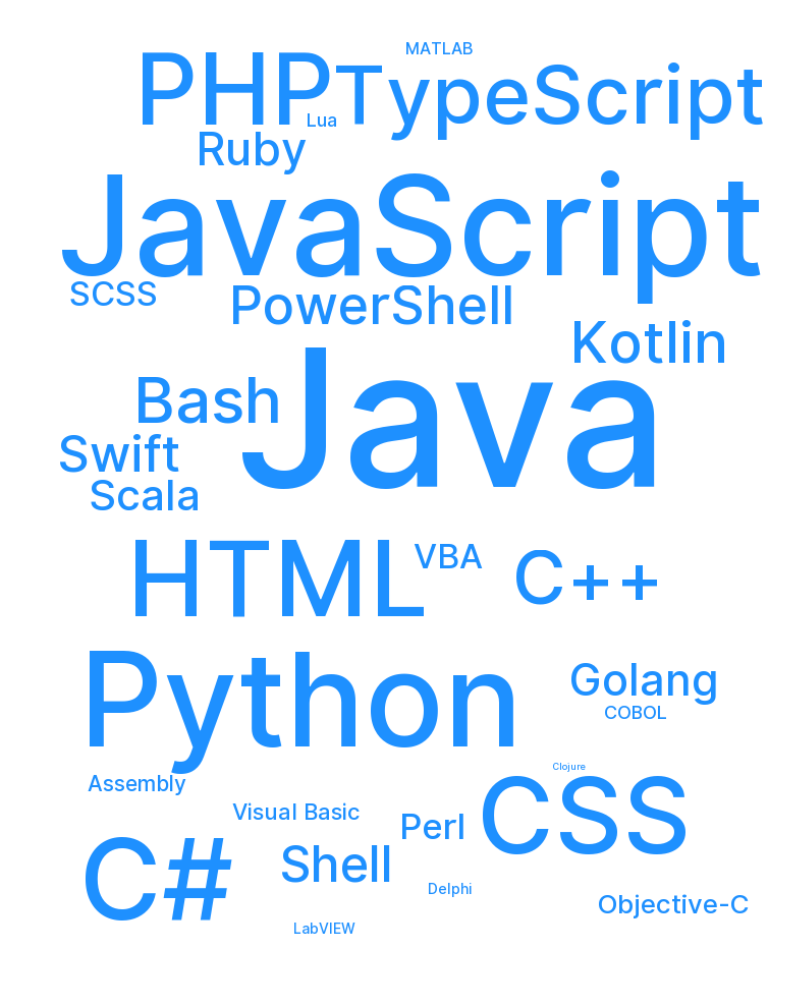 MATLAB
PHP TypeScript
Lua
Ruby
JavaScript
SCSS PowerShell
Kotlin
Java
Bash
Swift
Scala
HTML VBA C++
Python
Golang
COBOL
Clojure
Assembly CSS
Visual Basic Perl
C# Shell
Delphi
Objective-C
LabVIEW